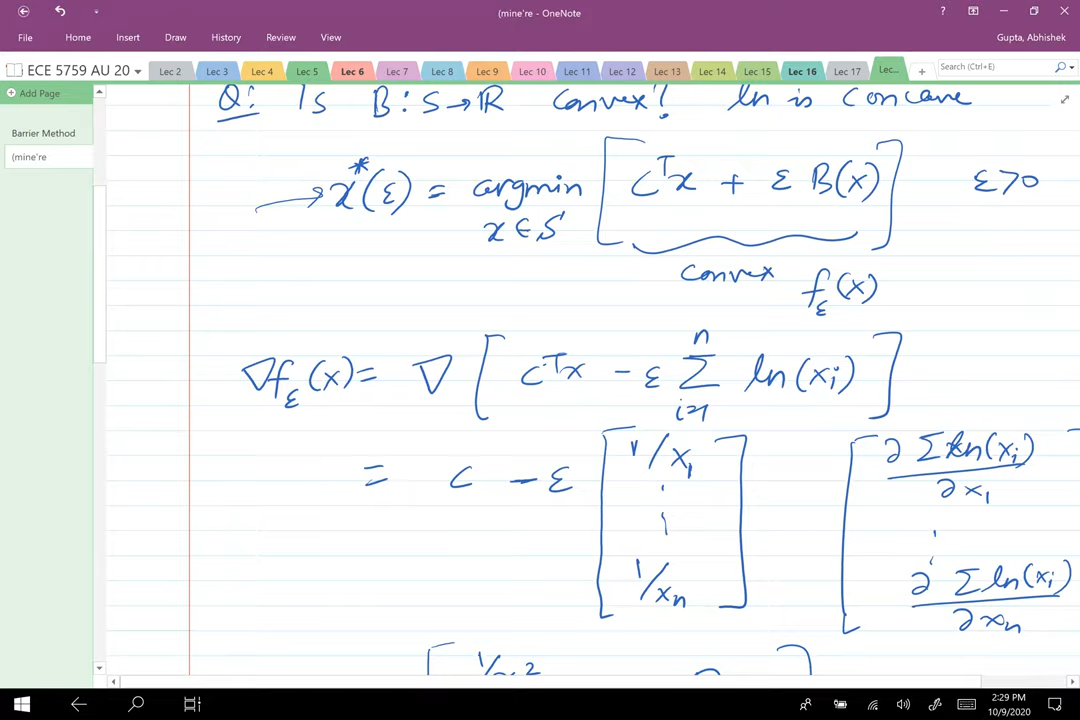 (mine're - OneNote
File Home Insert Draw History Review View Gupta, Abhishek
ECE 5759 AU 20 Lec 2 Lec 3 Lec 4 Lec 5 Lec 6 Lec 7 Lec 8 Lec 9 Lec 10 Lec 11 Lec 12 Lec 13 Lec 14 Lec 15 Lec 16 Lec 17 Lec... Search (Ctrl+E)
Add Page
Barrier Method
(mine're
Q: Is B: S → ℝ convex? ln is concave
x*(ε) = argmin [ cᵀx + ε B(x) ] ε>0
x ∈ S
convex f_ε(x)
∇f_ε(x) = ∇ [ cᵀx - ε Σ_{i=1}^{n} ln(xᵢ) ]
= c - ε [ 1/x₁ ⋮ 1/xₙ ] [ ∂ Σ ln(xᵢ) / ∂x₁ ⋮ ∂ Σ ln(xᵢ) / ∂xₙ ]
2:29 PM
10/9/2020